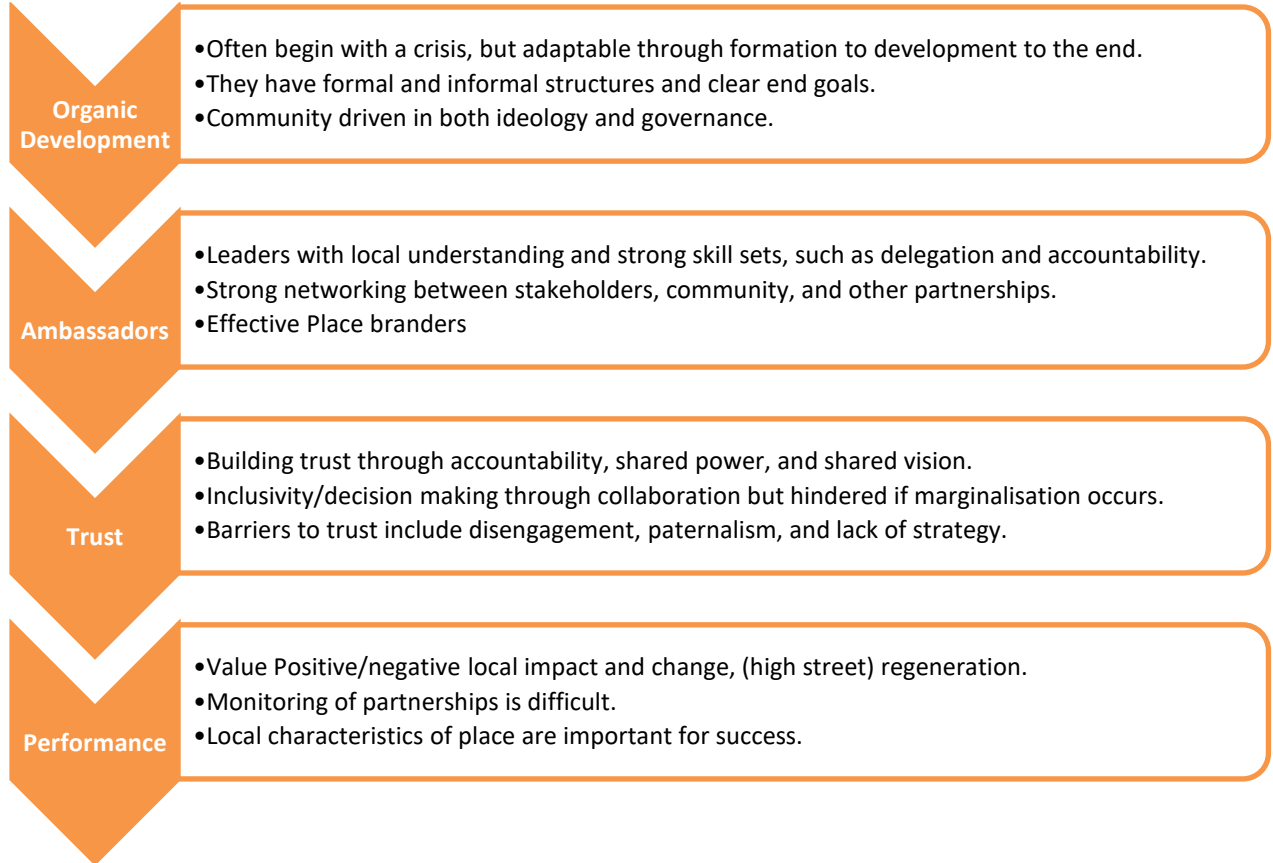 Organic
Development
•Often begin with a crisis, but adaptable through formation to development to the end.
•They have formal and informal structures and clear end goals.
•Community driven in both ideology and governance.
Ambassadors
•Leaders with local understanding and strong skill sets, such as delegation and accountability.
•Strong networking between stakeholders, community, and other partnerships.
•Effective Place branders
Trust
•Building trust through accountability, shared power, and shared vision.
•Inclusivity/decision making through collaboration but hindered if marginalisation occurs.
•Barriers to trust include disengagement, paternalism, and lack of strategy.
Performance
•Value Positive/negative local impact and change, (high street) regeneration.
•Monitoring of partnerships is difficult.
•Local characteristics of place are important for success.